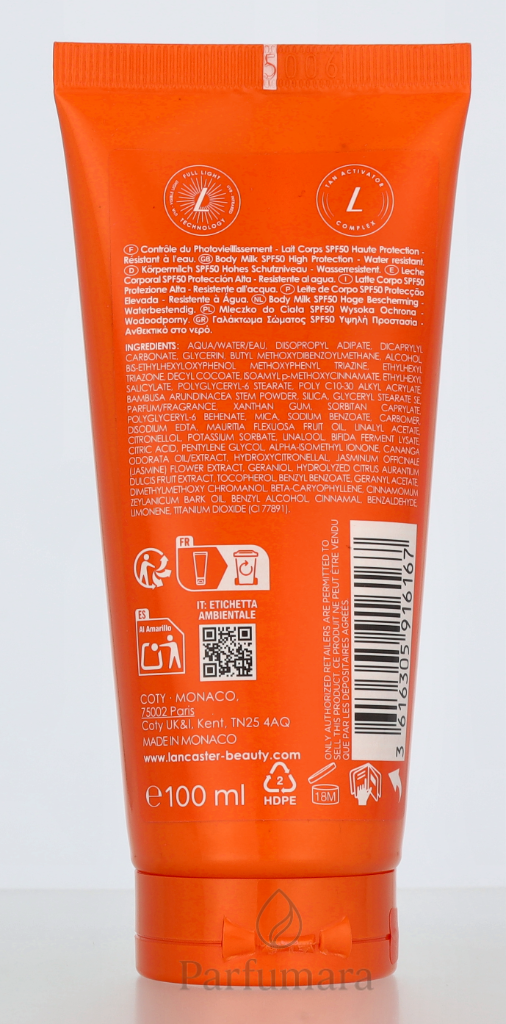 FULL LIGHT
TECHNOLOGY
TAN ACTIVATOR
COMPLEX
L
L
F Contrôle du Photovieillissement - Lait Corps SPF50 Haute Protection -
Résistant à l'eau. GB Body Milk SPF50 High Protection - Water resistant.
D Körpermilch SPF50 Hohes Schutzniveau - Wasserresistent. E Leche
Corporal SPF50 Protección Alta - Resistente al agua. I Latte Corpo SPF50
Protezione Alta - Resistente all'acqua. P Leite de Corpo SPF50 Protecção
Elevada - Resistente à Água. NL Body Milk SPF50 Hoge Bescherming -
Waterbestendig. PL Mleczko do Ciała SPF50 Wysoka Ochrona -
Wodoodporny. GR Γαλάκτωμα Σώματος SPF50 Υψηλή Προστασία -
Ανθεκτικό στο νερό.
INGREDIENTS: AQUA/WATER/EAU, DIISOPROPYL ADIPATE, DICAPRYLYL
CARBONATE, GLYCERIN, BUTYL METHOXYDIBENZOYLMETHANE, ALCOHOL
BIS-ETHYLHEXYLOXYPHENOL METHOXYPHENYL TRIAZINE, ETHYLHEXYL
TRIAZONE, DECYL COCOATE, ISOAMYL p-METHOXYCINNAMATE, ETHYLHEXYL
SALICYLATE, POLYGLYCERYL-6 STEARATE, POLY C10-30 ALKYL ACRYLATE,
BAMBUSA ARUNDINACEA STEM POWDER, SILICA, GLYCERYL STEARATE SE,
PARFUM/FRAGRANCE, XANTHAN GUM, SORBITAN CAPRYLATE,
POLYGLYCERYL-6 BEHENATE, MICA, SODIUM BENZOATE, CARBOMER,
DISODIUM EDTA, MAURITIA FLEXUOSA FRUIT OIL, LINALYL ACETATE,
CITRONELLOL, POTASSIUM SORBATE, LINALOOL, BIFIDA FERMENT LYSATE,
CITRIC ACID, PENTYLENE GLYCOL, ALPHA-ISOMETHYL IONONE, CANANGA
ODORATA OIL/EXTRACT, HYDROXYCITRONELLAL, JASMINUM OFFICINALE
(JASMINE) FLOWER EXTRACT, GERANIOL, HYDROLYZED CITRUS AURANTIUM
DULCIS FRUIT EXTRACT, TOCOPHEROL, BENZYL BENZOATE, GERANYL ACETATE,
DIMETHYLMETHOXY CHROMANOL, BETA-CARYOPHYLLENE, CINNAMOMUM
ZEYLANICUM BARK OIL, BENZYL ALCOHOL, CINNAMAL, BENZALDEHYDE,
LIMONENE, TITANIUM DIOXIDE (CI 77891).
FR
ES
Al Amarillo
IT: ETICHETTA
AMBIENTALE
COTY · MONACO,
75002 Paris
Coty UK&I, Kent, TN25 4AQ
MADE IN MONACO
www.lancaster-beauty.com
e100 ml
2
HDPE
18M
ONLY AUTHORIZED RETAILERS ARE PERMITTED TO
SELL THIS PRODUCT. CE PRODUIT NE PEUT ETRE VENDU
QUE PAR LES DEPOSITAIRES AGREES
3 616305 916167
Parfumara